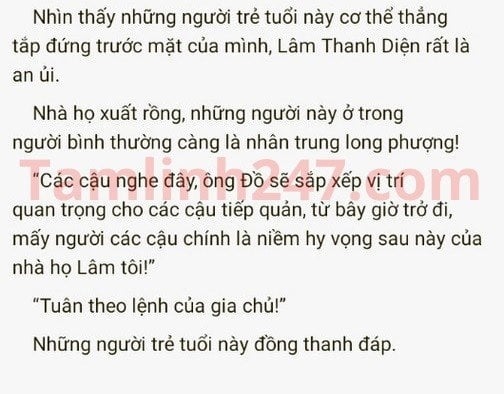 Nhìn thấy những người trẻ tuổi này cơ thể thẳng
tắp đứng trước mặt của mình, Lâm Thanh Diện rất là
an ủi.
Nhà họ xuất rồng, những người này ở trong
người bình thường càng là nhân trung long phượng!
Tamlinh247.com
“Các cậu nghe đây, ông Đồ sẽ sắp xếp vị trí
quan trọng cho các cậu tiếp quản, từ bây giờ trở đi,
mấy người các cậu chính là niềm hy vọng sau này của
nhà họ Lâm tôi!”
“Tuân theo lệnh của gia chủ!”
Những người trẻ tuổi này đồng thanh đáp.